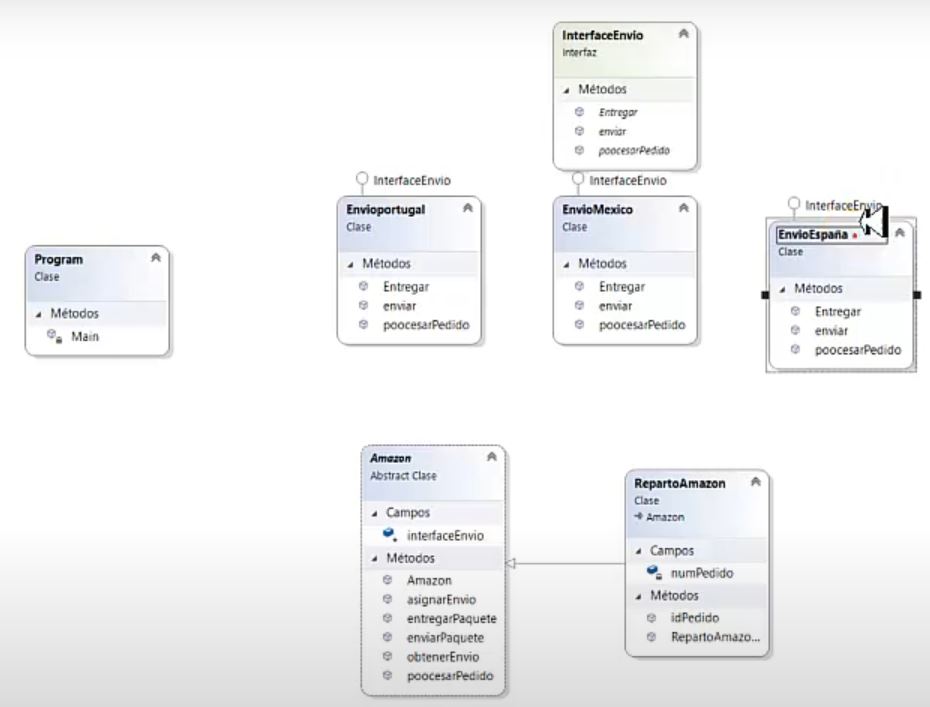 InterfaceEnvio
Interfaz
Métodos
Entregar
enviar
poocesarPedido
InterfaceEnvio
Envioportugal
Clase
Métodos
Entregar
enviar
poocesarPedido
InterfaceEnvio
EnvioMexico
Clase
Métodos
Entregar
enviar
poocesarPedido
InterfaceEnvio
EnvioEspaña
Clase
Métodos
Entregar
enviar
poocesarPedido
Program
Clase
Métodos
Main
Amazon
Abstract Clase
Campos
interfaceEnvio
Métodos
Amazon
asignarEnvio
entregarPaquete
enviarPaquete
obtenerEnvio
poocesarPedido
RepartoAmazon
Clase
Amazon
Campos
numPedido
Métodos
idPedido
RepartoAmazo...